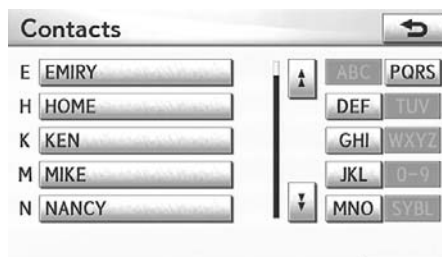 Contacts
E EMIRY ABC PQRS
H HOME DEF TUV
K KEN GHI WXYZ
M MIKE JKL 0-9
N NANCY MNO SYBL